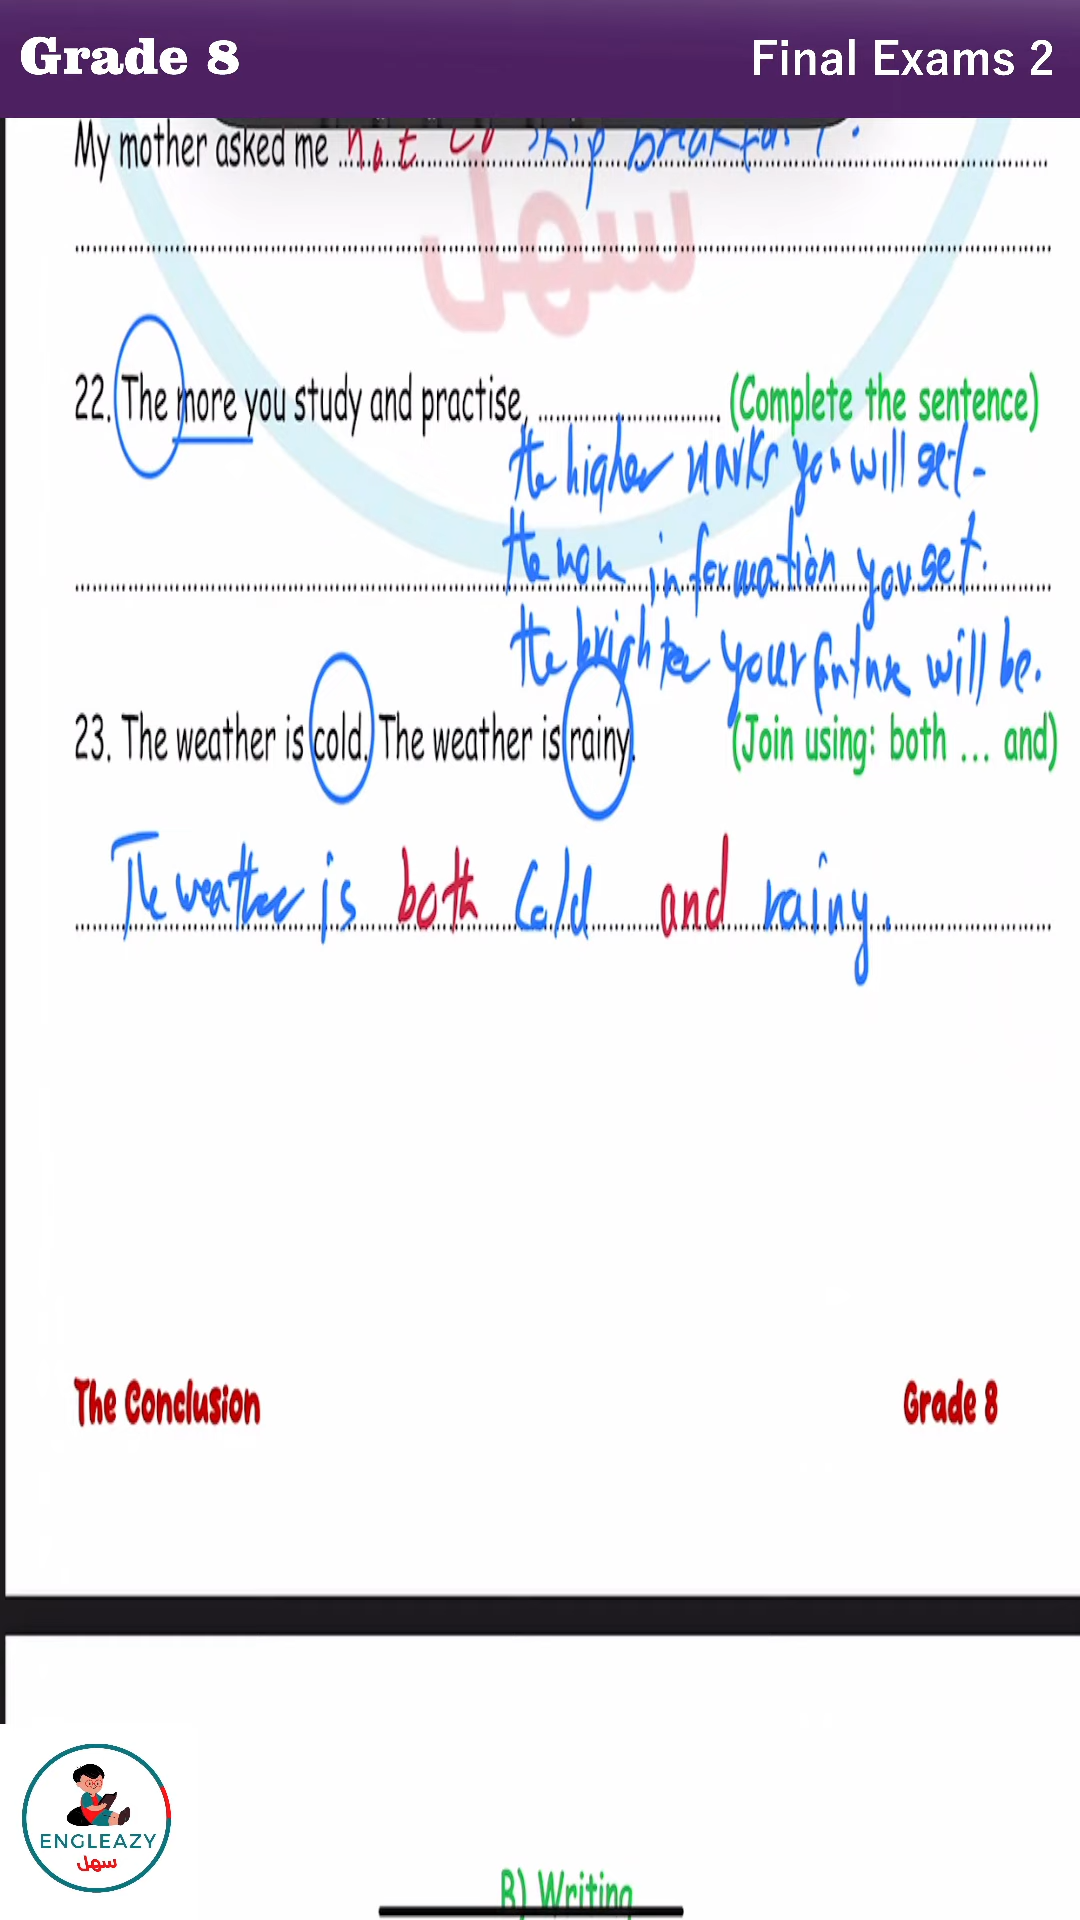 Grade 8 Final Exams 2
My mother asked me not to skip breakfast.
سهل
22. The more you study and practise, .......................... (Complete the sentence)
the higher marks you will get.
the more information you get.
the brighter your future will be.
23. The weather is cold. The weather is rainy. (Join using: both ... and)
The weather is both cold and rainy.
The Conclusion Grade 8
ENGLEAZY
سهل
B) Writing